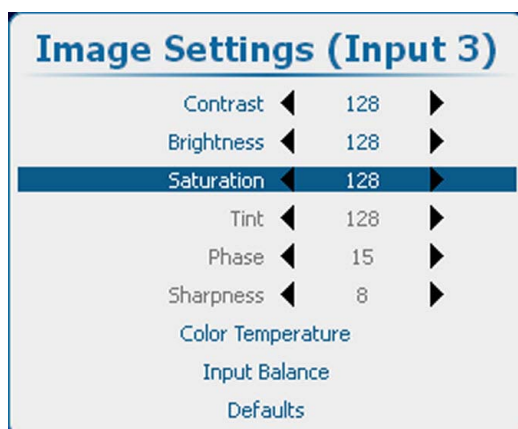 Image Settings (Input 3)
Contrast 128
Brightness 128
Saturation 128
Tint 128
Phase 15
Sharpness 8
Color Temperature
Input Balance
Defaults